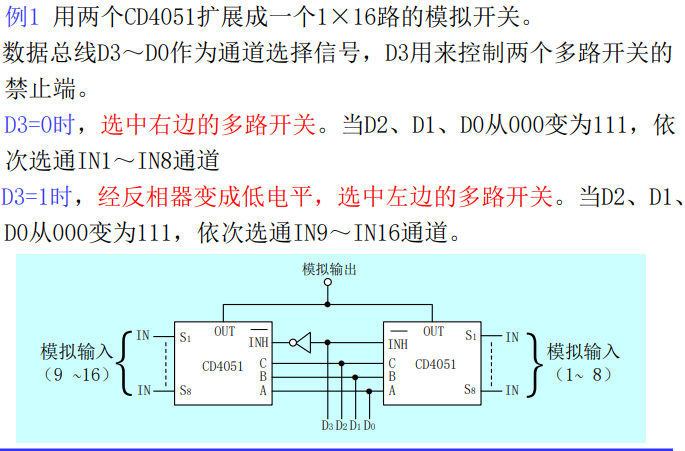 例1 用两个CD4051扩展成一个1×16路的模拟开关。
数据总线D3~D0作为通道选择信号，D3用来控制两个多路开关的
禁止端。
D3=0时，选中右边的多路开关。当D2、D1、D0从000变为111，依
次选通IN1~IN8通道
D3=1时，经反相器变成低电平，选中左边的多路开关。当D2、D1、
D0从000变为111，依次选通IN9~IN16通道。
模拟输出
IN S1 OUT INH
INH OUT S1 IN
模拟输入
(9 ~16)
CD4051
C
B
A
C
B
A
CD4051
模拟输入
(1~ 8)
IN S8
S8 IN
D3 D2 D1 D0